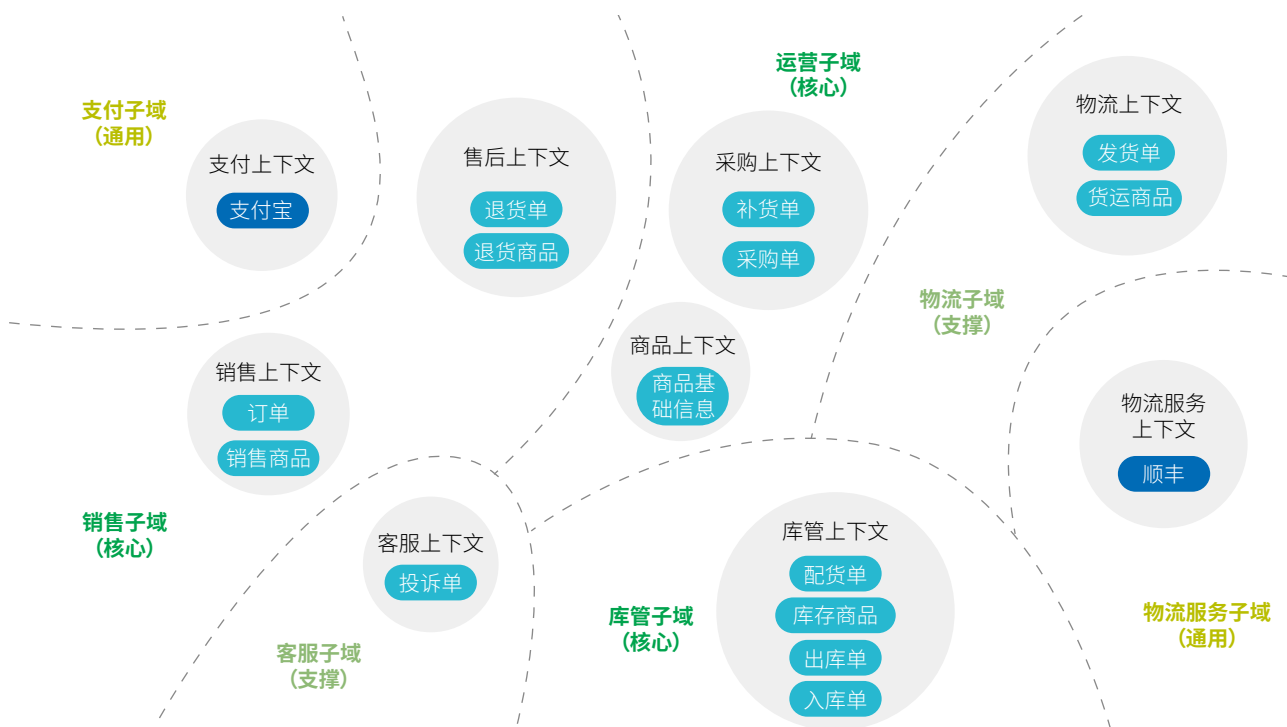 支付子域
（通用）
支付上下文
支付宝
售后上下文
退货单
退货商品
运营子域
（核心）
采购上下文
补货单
采购单
物流上下文
发货单
货运商品
物流子域
（支撑）
商品上下文
商品基
础信息
销售上下文
订单
销售商品
销售子域
（核心）
物流服务
上下文
顺丰
客服上下文
投诉单
客服子域
（支撑）
库管子域
（核心）
库管上下文
配货单
库存商品
出库单
入库单
物流服务子域
（通用）